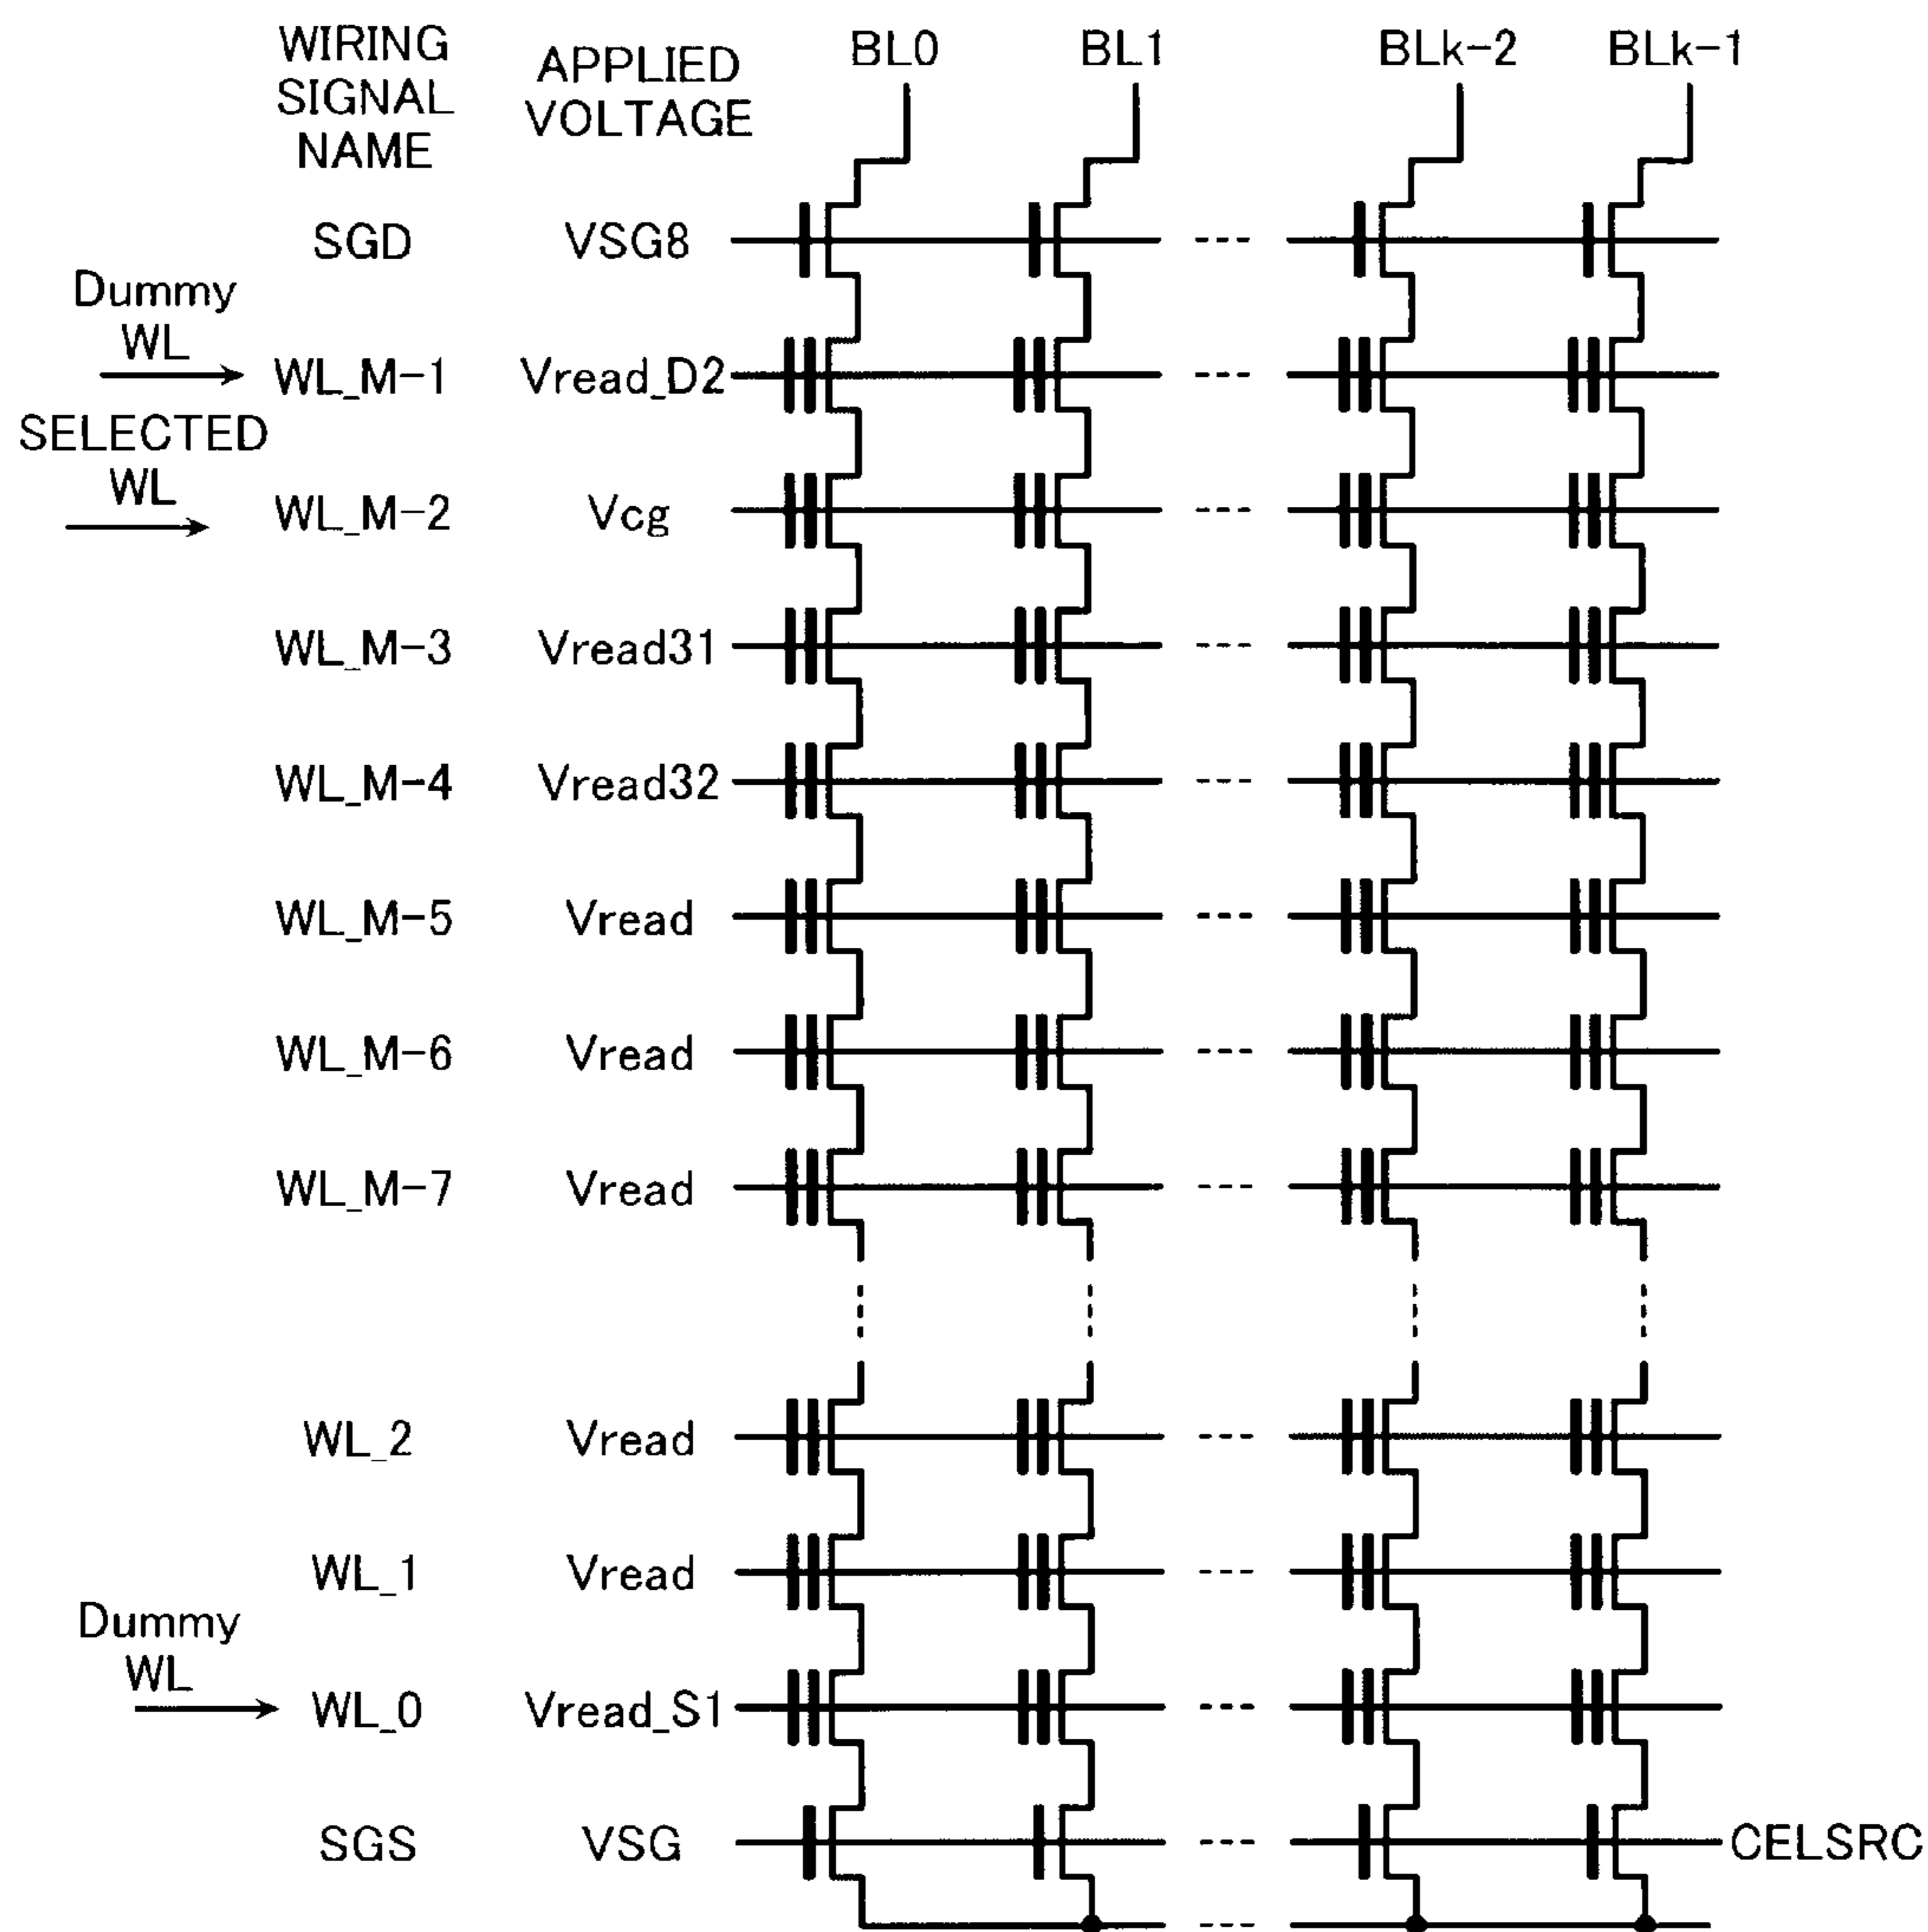 WIRING
SIGNAL
NAME
APPLIED
VOLTAGE
BL0
BL1
BLk-2
BLk-1
SGD
VSG8
Dummy
WL
WL_M-1
Vread_D2
SELECTED
WL
WL_M-2
Vcg
WL_M-3
Vread31
WL_M-4
Vread32
WL_M-5
Vread
WL_M-6
Vread
WL_M-7
Vread
WL_2
Vread
WL_1
Vread
Dummy
WL
WL_0
Vread_S1
SGS
VSG
CELSRC